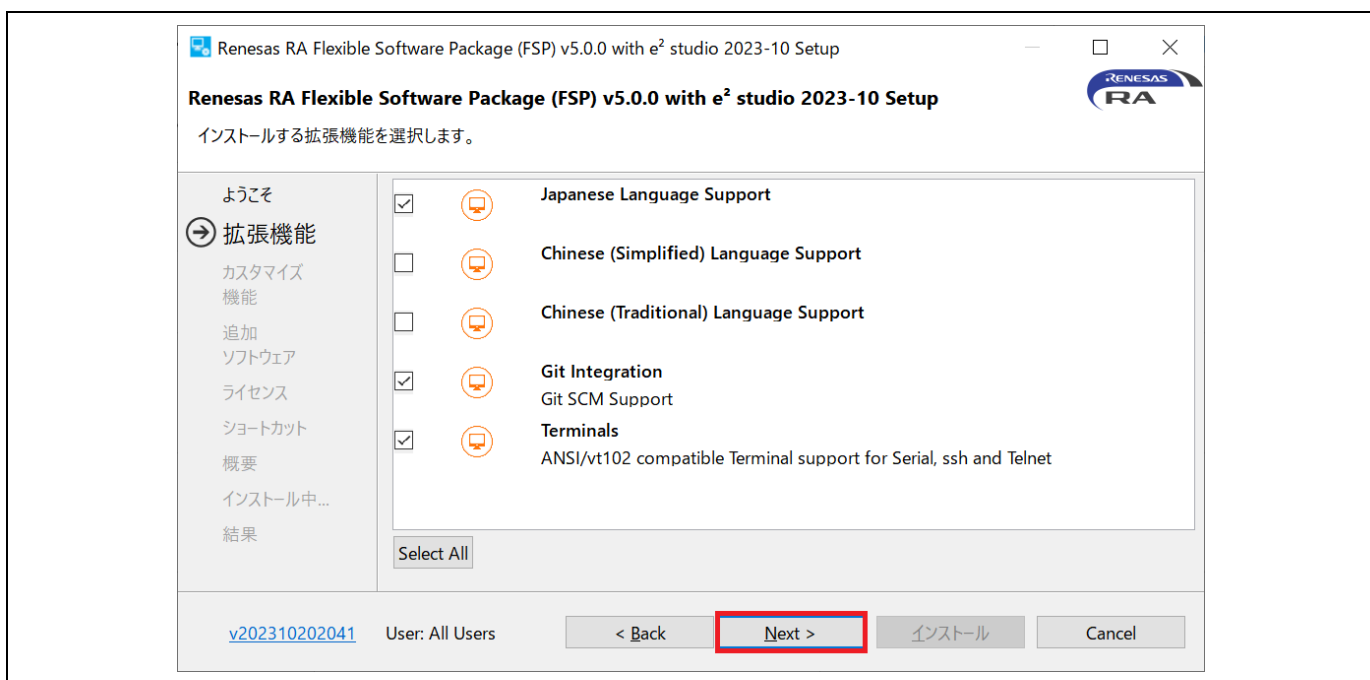 Renesas RA Flexible Software Package (FSP) v5.0.0 with e² studio 2023-10 Setup
RENESAS
RA
Renesas RA Flexible Software Package (FSP) v5.0.0 with e² studio 2023-10 Setup
インストールする拡張機能を選択します。
ようこそ
拡張機能
カスタマイズ
機能
追加
ソフトウェア
ライセンス
ショートカット
概要
インストール中...
結果
Japanese Language Support
Chinese (Simplified) Language Support
Chinese (Traditional) Language Support
Git Integration
Git SCM Support
Terminals
ANSI/vt102 compatible Terminal support for Serial, ssh and Telnet
Select All
v202310202041 User: All Users < Back Next > インストール Cancel